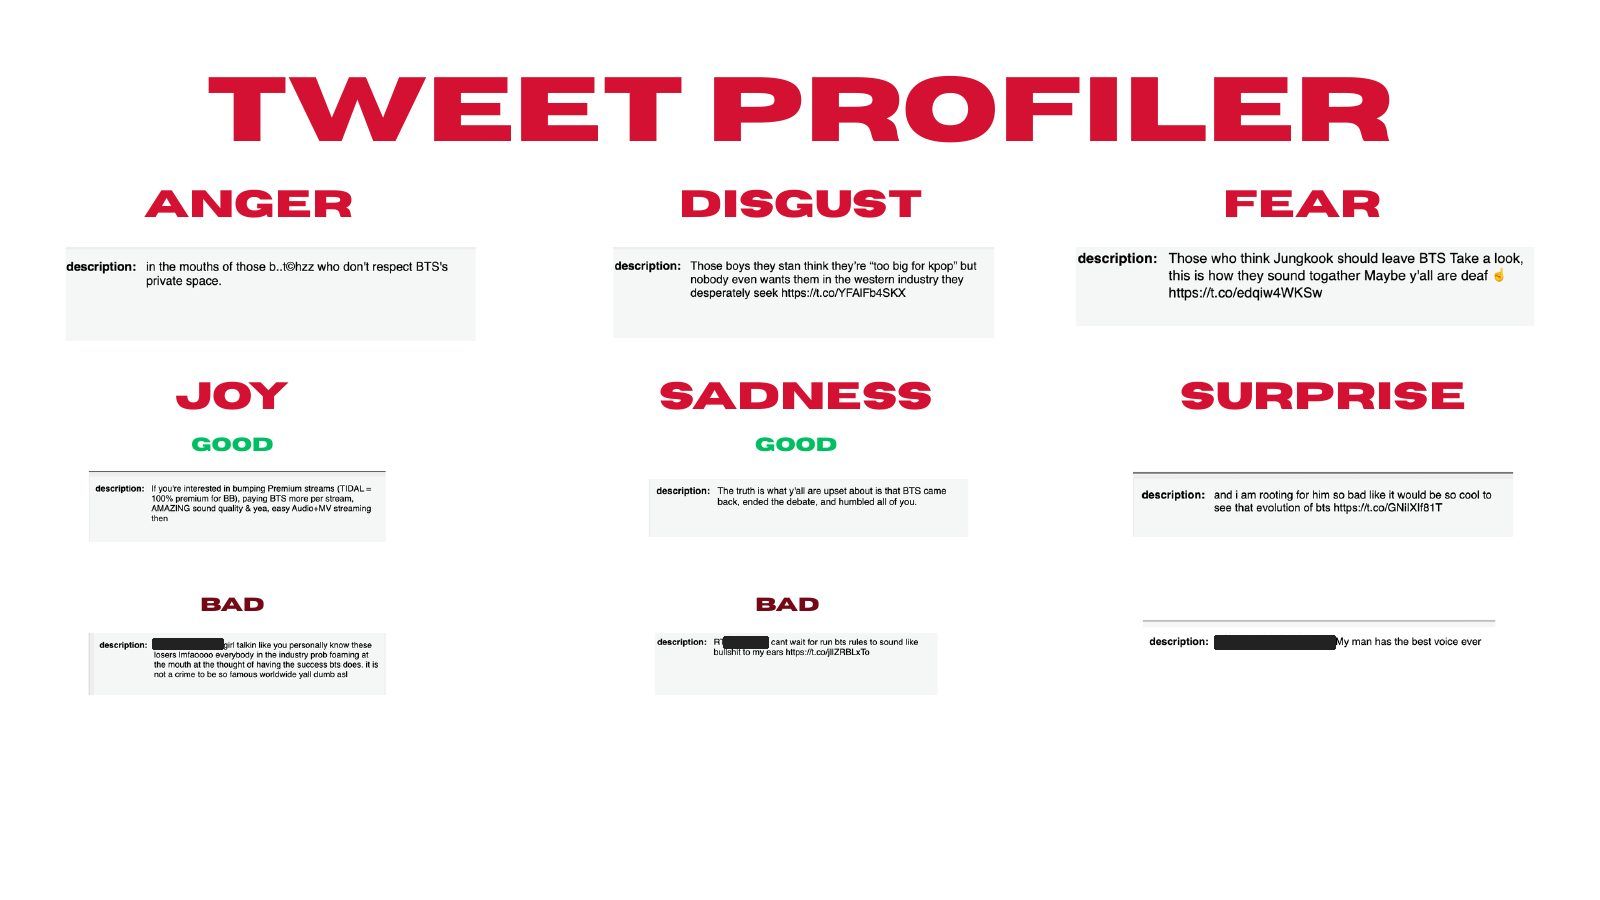 TWEET PROFILER
ANGER
description: in the mouths of those b..t©hzz who don't respect BTS's
private space.
DISGUST
description: Those boys they stan think they're “too big for kpop” but
nobody even wants them in the western industry they
desperately seek https://t.co/YFAlFb4SKX
FEAR
description: Those who think Jungkook should leave BTS Take a look,
this is how they sound togather Maybe y'all are deaf ☝
https://t.co/edqiw4WKSw
JOY
GOOD
description: If you're interested in bumping Premium streams (TIDAL =
100% premium for BB), paying BTS more per stream,
AMAZING sound quality & yea, easy Audio+MV streaming
then
BAD
description: girl talkin like you personally know these
losers lmfaoooo everybody in the industry prob foaming at
the mouth at the thought of having the success bts does. it is
not a crime to be so famous worldwide yall dumb asl
SADNESS
GOOD
description: The truth is what y'all are upset about is that BTS came
back, ended the debate, and humbled all of you.
BAD
description: RT cant wait for run bts rules to sound like
bullshit to my ears https://t.co/jlIZRBLxTo
SURPRISE
description: and i am rooting for him so bad like it would be so cool to
see that evolution of bts https://t.co/GNilXlf81T
description: My man has the best voice ever